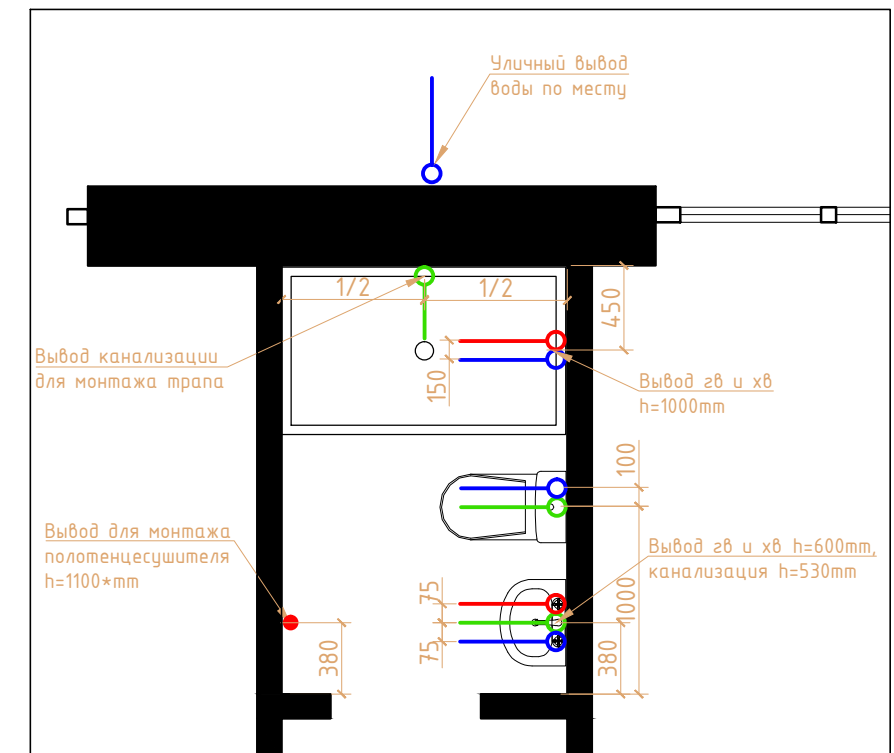 Уличный вывод
воды по месту
1/2
1/2
450
Вывод канализации
для монтажа трапа
150
Вывод гв и хв
h=1000mm
100
Вывод для монтажа
полотенцесушителя
h=1100*mm
Вывод гв и хв h=600mm,
канализация h=530mm
75
75
1000
380
380